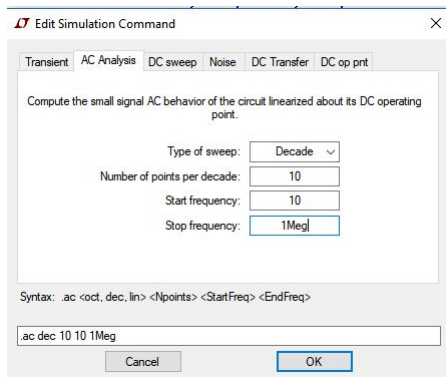 Edit Simulation Command
Transient AC Analysis DC sweep Noise DC Transfer DC op pnt
Compute the small signal AC behavior of the circuit linearized about its DC operating
point.
Type of sweep: Decade
Number of points per decade: 10
Start frequency: 10
Stop frequency: 1Meg
Syntax: .ac <oct, dec, lin> <Npoints> <StartFreq> <EndFreq>
.ac dec 10 10 1Meg
Cancel OK